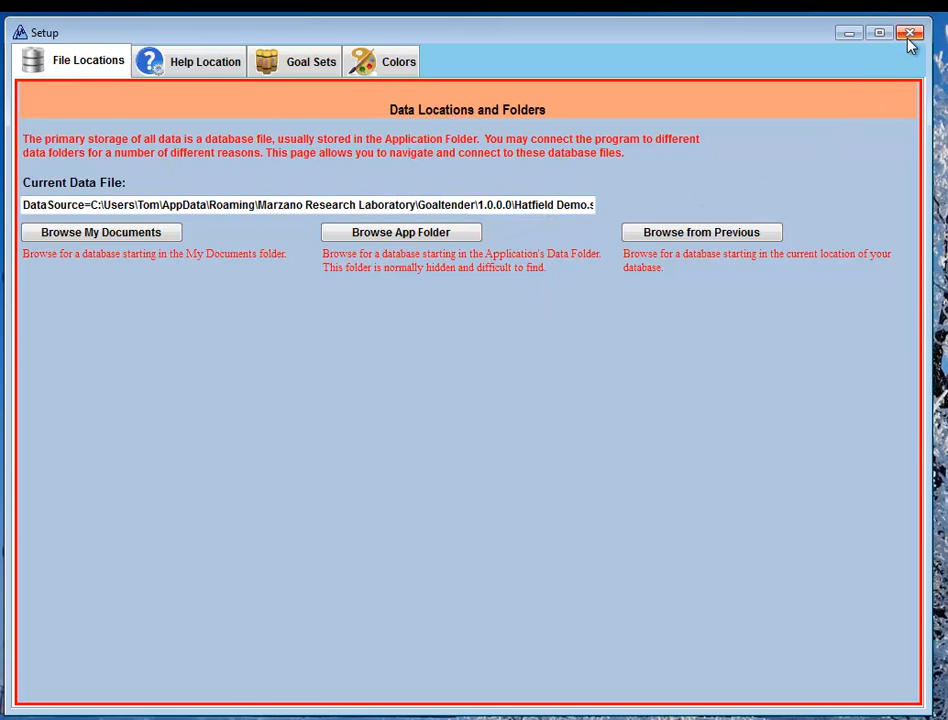 Setup
File Locations
Help Location
Goal Sets
Colors
Data Locations and Folders
The primary storage of all data is a database file, usually stored in the Application Folder. You may connect the program to different
data folders for a number of different reasons. This page allows you to navigate and connect to these database files.
Current Data File:
DataSource=C:\Users\Tom\AppData\Roaming\Marzano Research Laboratory\Goaltender\1.0.0.0\Hatfield Demo.s
Browse My Documents
Browse App Folder
Browse from Previous
Browse for a database starting in the My Documents folder.
Browse for a database starting in the Application's Data Folder.
This folder is normally hidden and difficult to find.
Browse for a database starting in the current location of your
database.